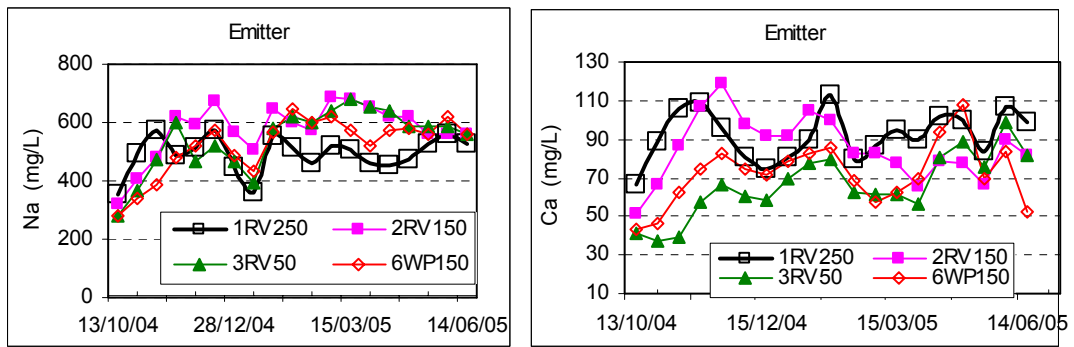 Emitter
Na (mg/L)
800
600
400
200
0
1RV250 2RV150
3RV50 6WP150
13/10/04 28/12/04 15/03/05 14/06/05
Emitter
Ca (mg/L)
130
110
90
70
50
30
10
1RV250 2RV150
3RV50 6WP150
13/10/04 15/12/04 15/03/05 14/06/05